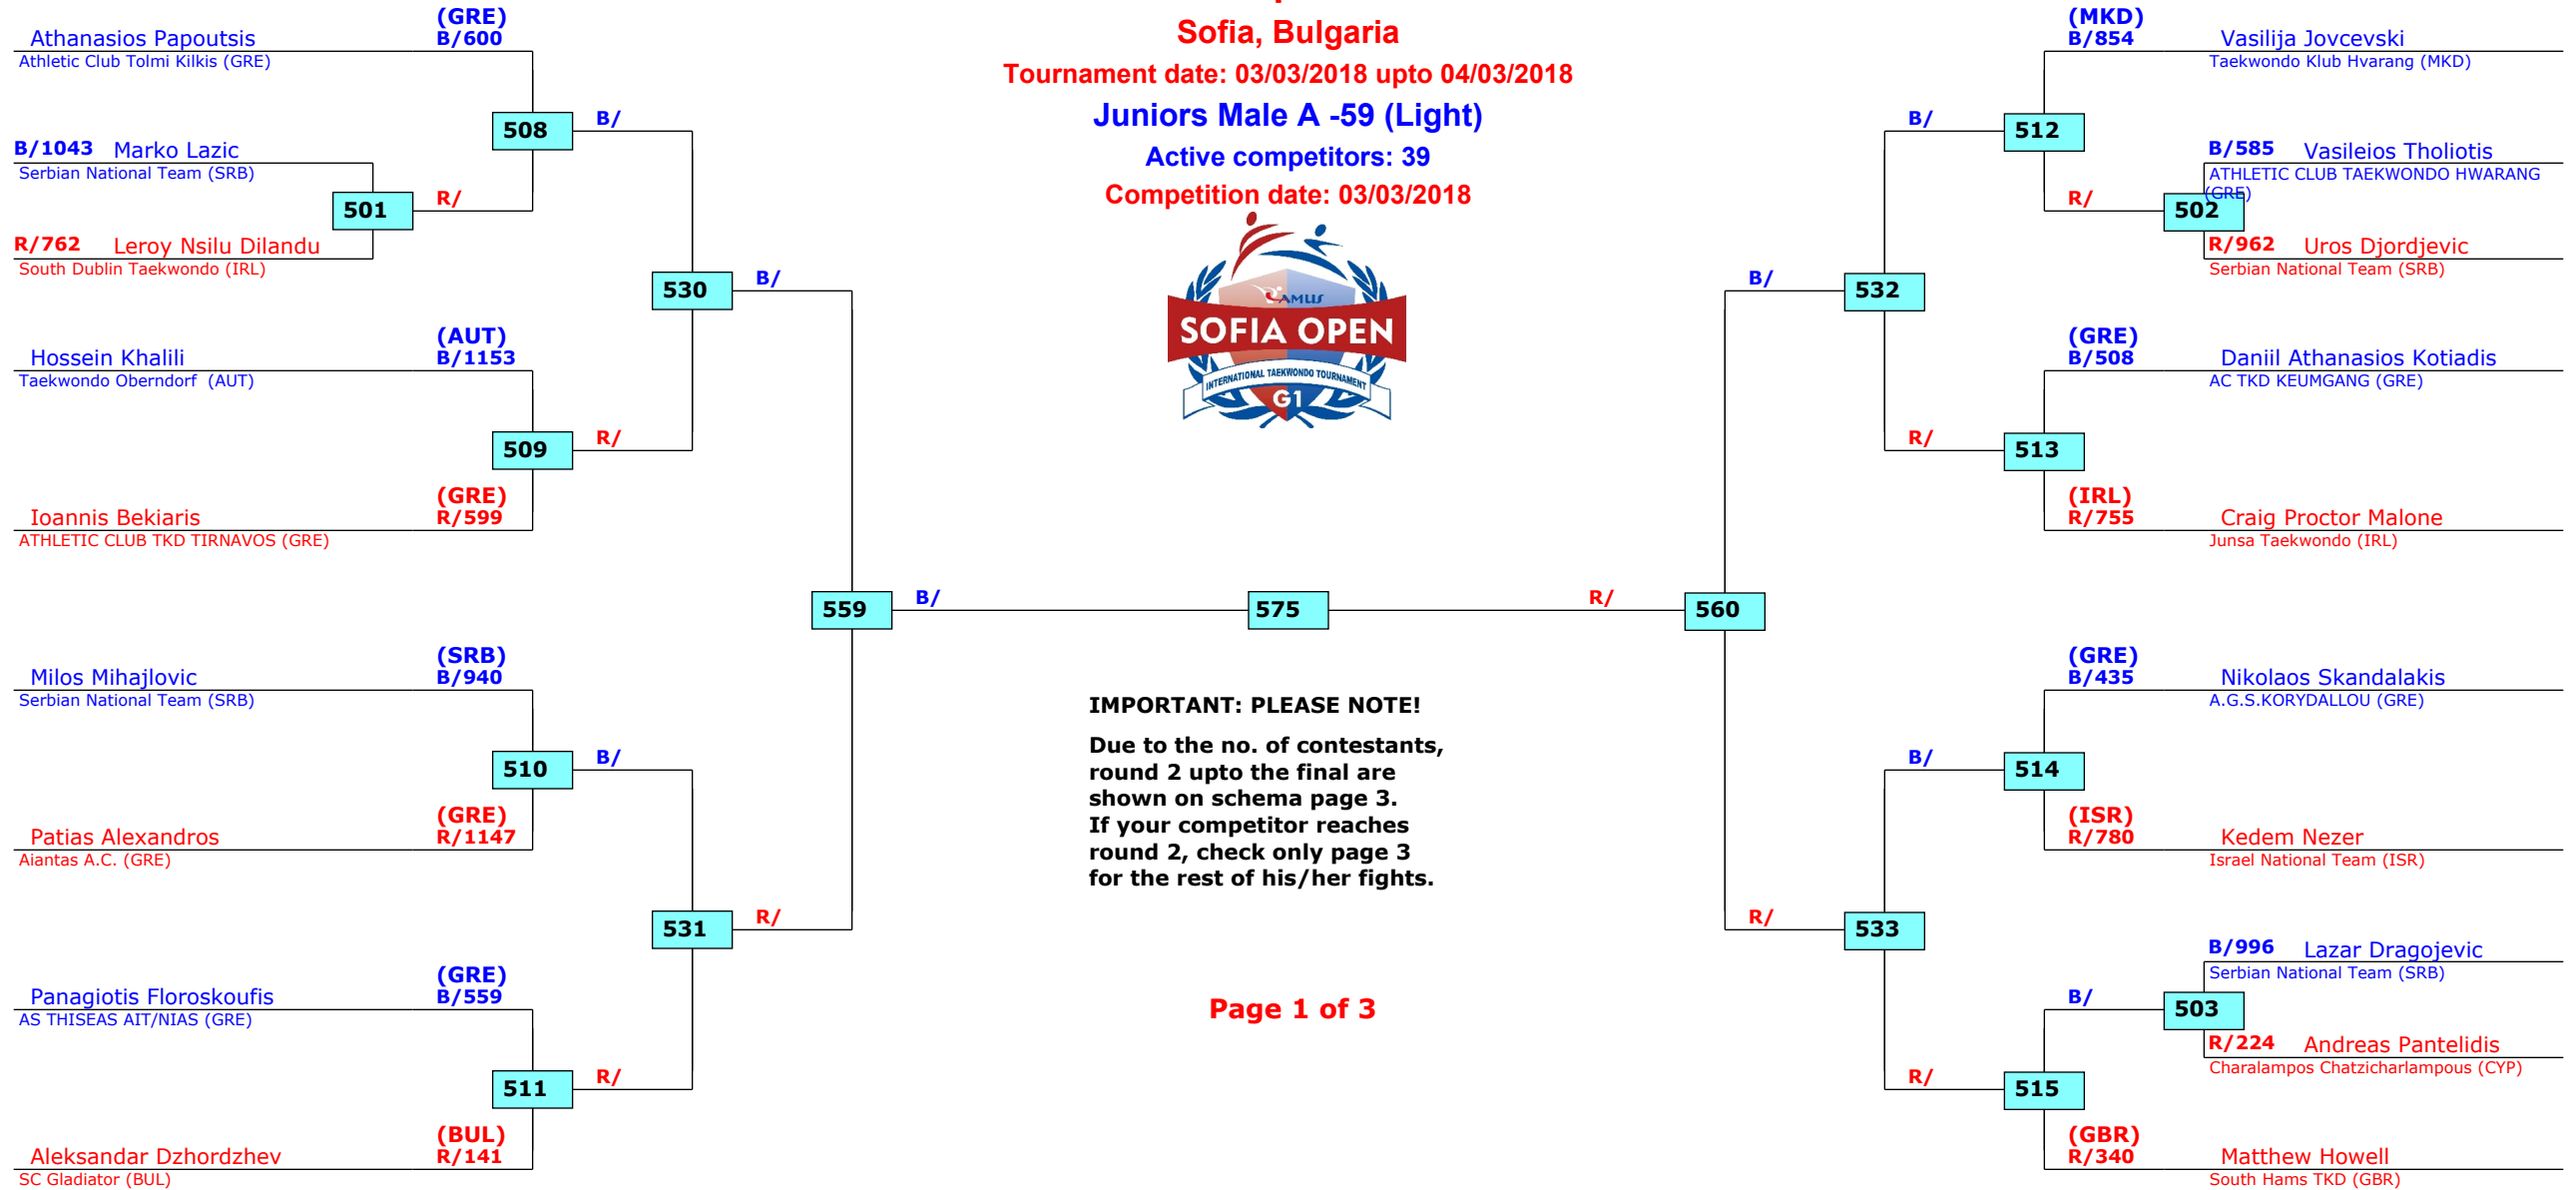 (GRE)
Athanasios Papoutsis B/600
Athletic Club Tolmi Kilkis (GRE)
508
B/
B/1043 Marko Lazic
Serbian National Team (SRB)
501
R/
R/762 Leroy Nsilu Dilandu
South Dublin Taekwondo (IRL)
530
B/
(AUT)
Hossein Khalili B/1153
Taekwondo Oberndorf (AUT)
509
R/
(GRE)
Ioannis Bekiaris R/599
ATHLETIC CLUB TKD TIRNAVOS (GRE)
559
B/
(SRB)
Milos Mihajlovic B/940
Serbian National Team (SRB)
510
B/
(GRE)
Patias Alexandros R/1147
Aiantas A.C. (GRE)
531
R/
(GRE)
Panagiotis Floroskoufis B/559
AS THISEAS AIT/NIAS (GRE)
511
R/
(BUL)
Aleksandar Dzhordzhev R/141
SC Gladiator (BUL)
Sofia, Bulgaria
Tournament date: 03/03/2018 upto 04/03/2018
Juniors Male A -59 (Light)
Active competitors: 39
Competition date: 03/03/2018
RAMUS
SOFIA OPEN
INTERNATIONAL TAEKWONDO TOURNAMENT
G1
575
IMPORTANT: PLEASE NOTE!
Due to the no. of contestants,
round 2 upto the final are
shown on schema page 3.
If your competitor reaches
round 2, check only page 3
for the rest of his/her fights.
Page 1 of 3
(MKD)
B/854 Vasilija Jovcevski
Taekwondo Klub Hvarang (MKD)
B/
512
B/585 Vasileios Tholiotis
ATHLETIC CLUB TAEKWONDO HWARANG
(GRE)
R/
502
R/962 Uros Djordjevic
Serbian National Team (SRB)
B/
532
(GRE)
B/508 Daniil Athanasios Kotiadis
AC TKD KEUMGANG (GRE)
R/
513
(IRL)
R/755 Craig Proctor Malone
Junsa Taekwondo (IRL)
R/
560
(GRE)
B/435 Nikolaos Skandalakis
A.G.S.KORYDALLOU (GRE)
B/
514
(ISR)
R/780 Kedem Nezer
Israel National Team (ISR)
R/
533
B/996 Lazar Dragojevic
Serbian National Team (SRB)
B/
503
R/224 Andreas Pantelidis
Charalampos Chatzicharlampous (CYP)
R/
515
(GBR)
R/340 Matthew Howell
South Hams TKD (GBR)